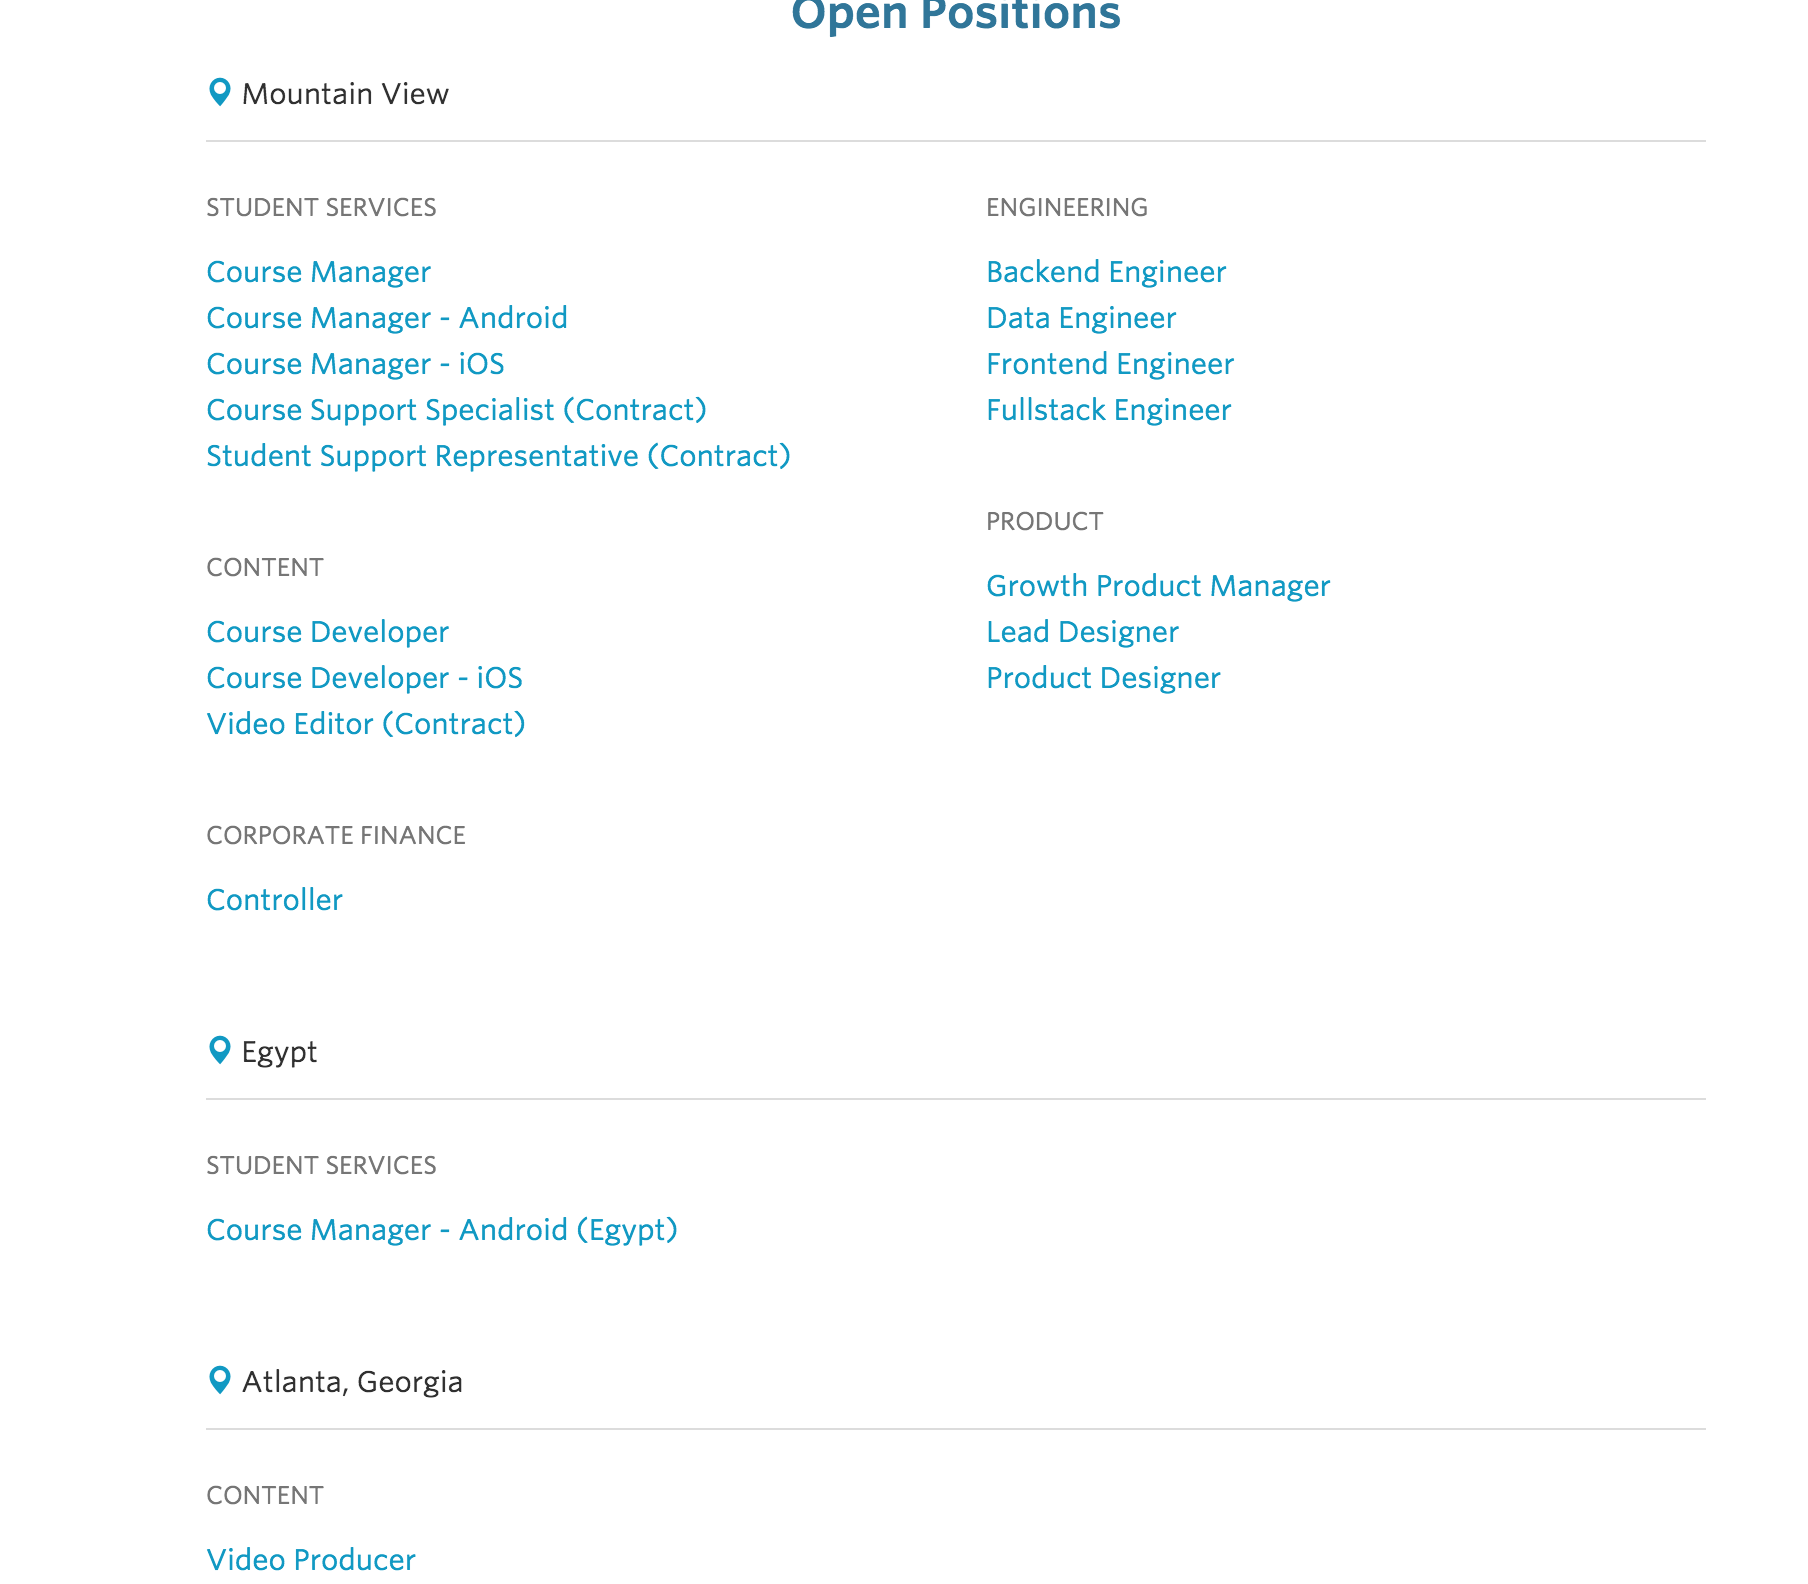 Open Positions
Mountain View
STUDENT SERVICES
Course Manager
Course Manager - Android
Course Manager - iOS
Course Support Specialist (Contract)
Student Support Representative (Contract)
CONTENT
Course Developer
Course Developer - iOS
Video Editor (Contract)
CORPORATE FINANCE
Controller
ENGINEERING
Backend Engineer
Data Engineer
Frontend Engineer
Fullstack Engineer
PRODUCT
Growth Product Manager
Lead Designer
Product Designer
Egypt
STUDENT SERVICES
Course Manager - Android (Egypt)
Atlanta, Georgia
CONTENT
Video Producer